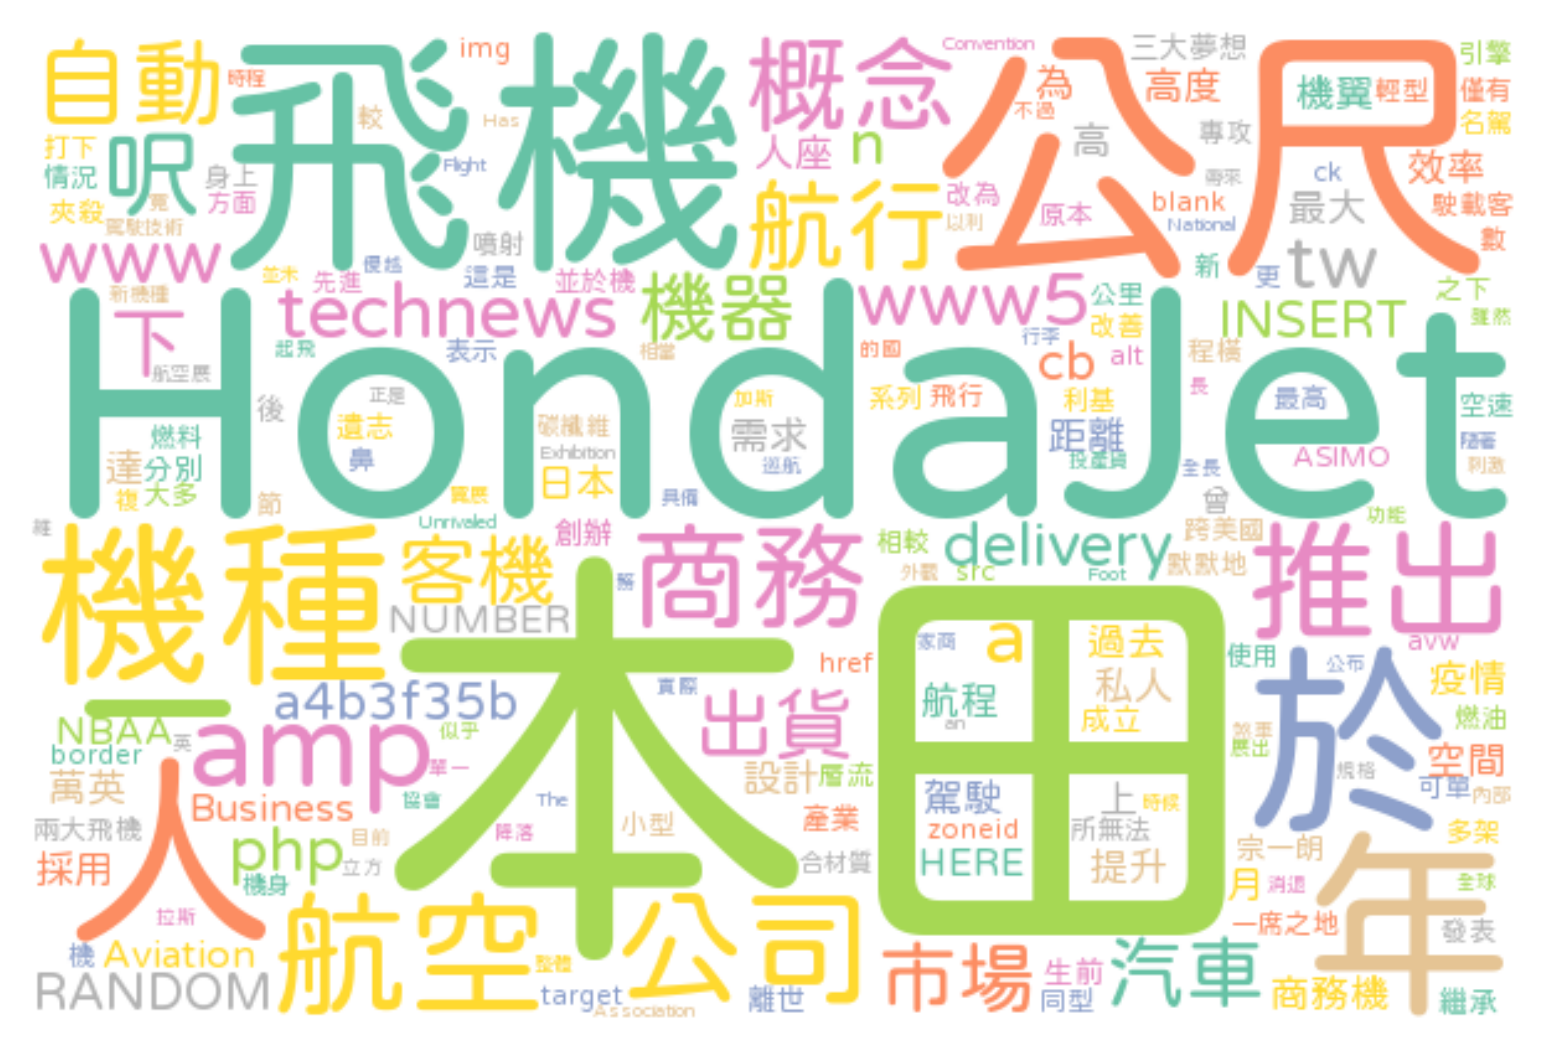 自動
時程
飛機
img
概念
Convention
公尺
三大夢想
引擎
為
高度
機翼
輕型
僅有
不過
名駕
打下
呎
較
Has
人座
n
高
專攻
情況
身上
Flight
ck
效率
夾殺
方面
駕駛技術
航行
改為
以利
原本
blank
National
最大
駛載客
數
www
噴射
tw
新
更
並未
先進
優越
這是
並於機
機器
www5
公里
之下
新機種
technews
改善
INSERT
雖然
下
起飛
表示
相當
的國
行李
cb
alt
程橫
航空展
HondaJet
長
後
正是
加斯
系列
飛行
利基
最高
空速
遺志
碳纖維
需求
距離
隨著
燃料
鼻
Exhibition
巡航
投產費
全長
ASIMO
刺激
達
分別
日本
複
大多
節
買展
具備
曾
維
Unrivaled
創辦
功能
機種
客機
商務
相較
delivery
跨美國
推出
外觀
src
Foot
默默地
NUMBER
本田
家商
a
過去
avw
使用
公布
href
實際
私人
疫情
一
a4b3f35b
出貨
航程
an
成立
於
燃油
NBAA
英
amp
似乎
煞車
展出
border
單一
空間
規格
萬英
設計
層流
可單
內部
人
Business
協會
The
駕駛
上
時候
兩大飛機
降落
小型
產業
zoneid
所無法
多架
php
目前
立方
合材質
HERE
提升
宗一朗
年
採用
機身
月
消退
全球
拉斯
航空
公司
一席之地
發表
機
Aviation
整體
市場
生前
汽車
RANDOM
target
Association
離世
同型
商務機
繼承